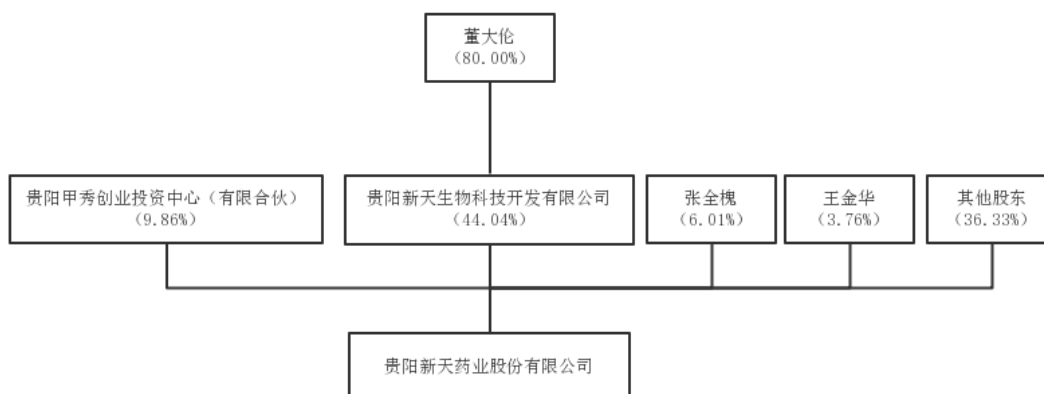 董大伦
(80.00%)
贵阳甲秀创业投资中心（有限合伙）
(9.86%)
贵阳新天生物科技开发有限公司
(44.04%)
张全槐
(6.01%)
王金华
(3.76%)
其他股东
(36.33%)
贵阳新天药业股份有限公司